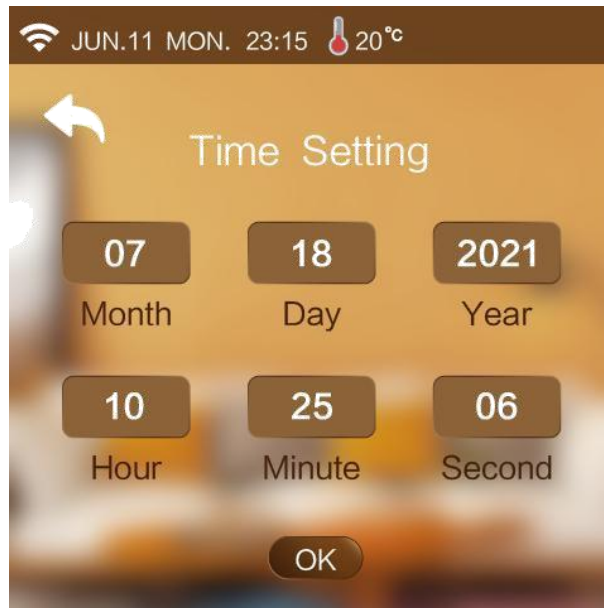 JUN.11 MON. 23:15 20°C
Time Setting
07 18 2021
Month Day Year
10 25 06
Hour Minute Second
OK